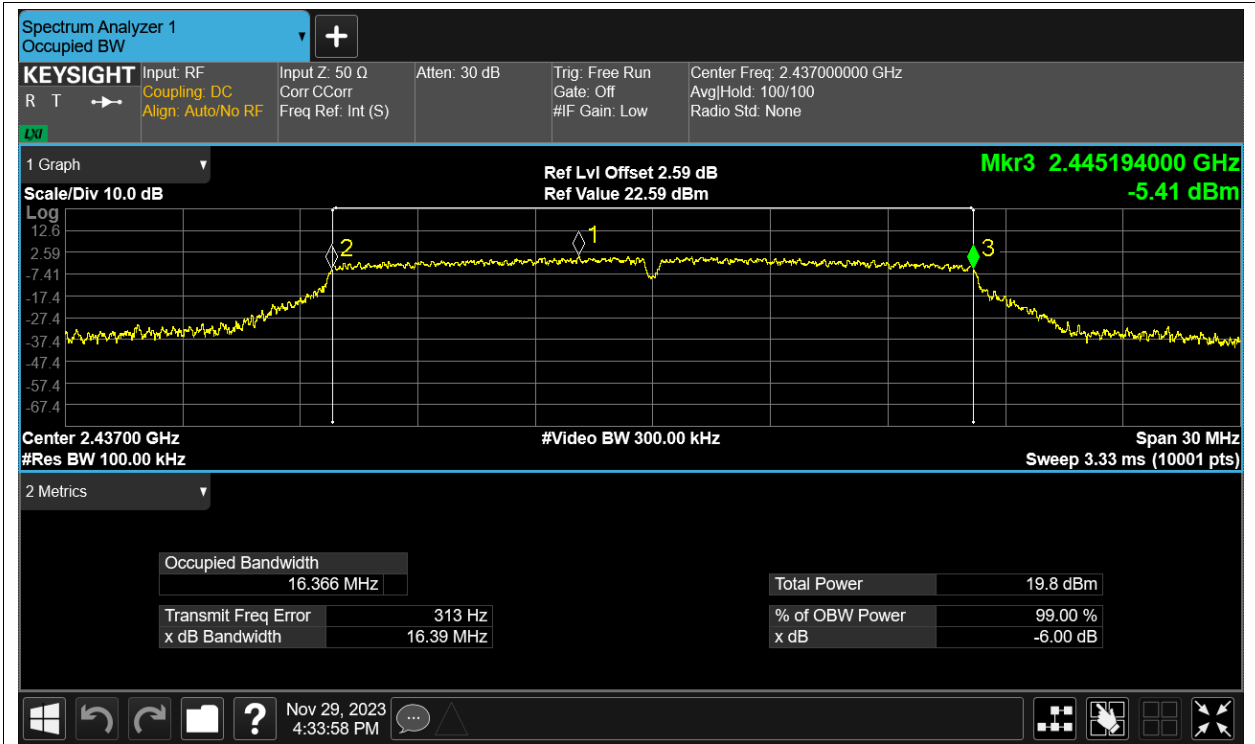 Spectrum Analyzer 1
Occupied BW
+
KEYSIGHT
R T
LXI
Input: RF
Coupling: DC
Align: Auto/No RF
Input Z: 50 Ω
Corr CCorr
Freq Ref: Int (S)
Atten: 30 dB
Trig: Free Run
Gate: Off
#IF Gain: Low
Center Freq: 2.437000000 GHz
Avg|Hold: 100/100
Radio Std: None
1 Graph
Scale/Div 10.0 dB
Ref Lvl Offset 2.59 dB
Ref Value 22.59 dBm
Mkr3 2.445194000 GHz
-5.41 dBm
Log
12.6
2.59
-7.41
-17.4
-27.4
-37.4
-47.4
-57.4
-67.4
2
1
3
Center 2.43700 GHz
#Res BW 100.00 kHz
#Video BW 300.00 kHz
Span 30 MHz
Sweep 3.33 ms (10001 pts)
2 Metrics
Occupied Bandwidth
16.366 MHz
Transmit Freq Error 313 Hz
x dB Bandwidth 16.39 MHz
Total Power 19.8 dBm
% of OBW Power 99.00 %
x dB -6.00 dB
?
Nov 29, 2023
4:33:58 PM